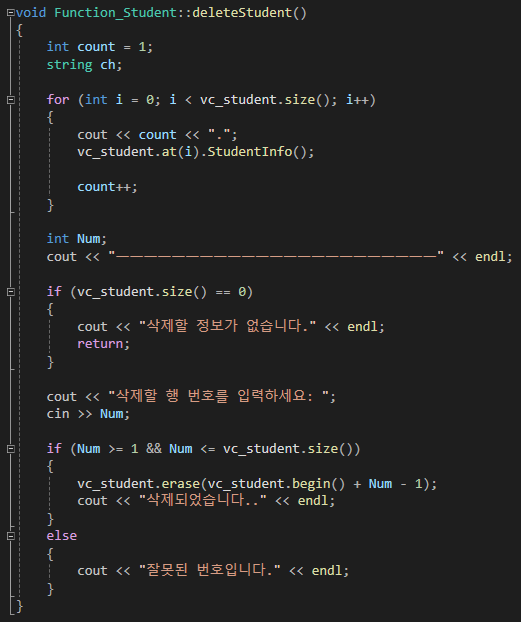 void Function_Student::deleteStudent()
{
    int count = 1;
    string ch;

    for (int i = 0; i < vc_student.size(); i++)
    {
        cout << count << ".";
        vc_student.at(i).StudentInfo();

        count++;
    }

    int Num;
    cout << "ㅡㅡㅡㅡㅡㅡㅡㅡㅡㅡㅡㅡㅡㅡㅡㅡㅡㅡㅡㅡㅡㅡㅡ" << endl;

    if (vc_student.size() == 0)
    {
        cout << "삭제할 정보가 없습니다." << endl;
        return;
    }

    cout << "삭제할 행 번호를 입력하세요: ";
    cin >> Num;

    if (Num >= 1 && Num <= vc_student.size())
    {
        vc_student.erase(vc_student.begin() + Num - 1);
        cout << "삭제되었습니다.." << endl;
    }
    else
    {
        cout << "잘못된 번호입니다." << endl;
    }
}